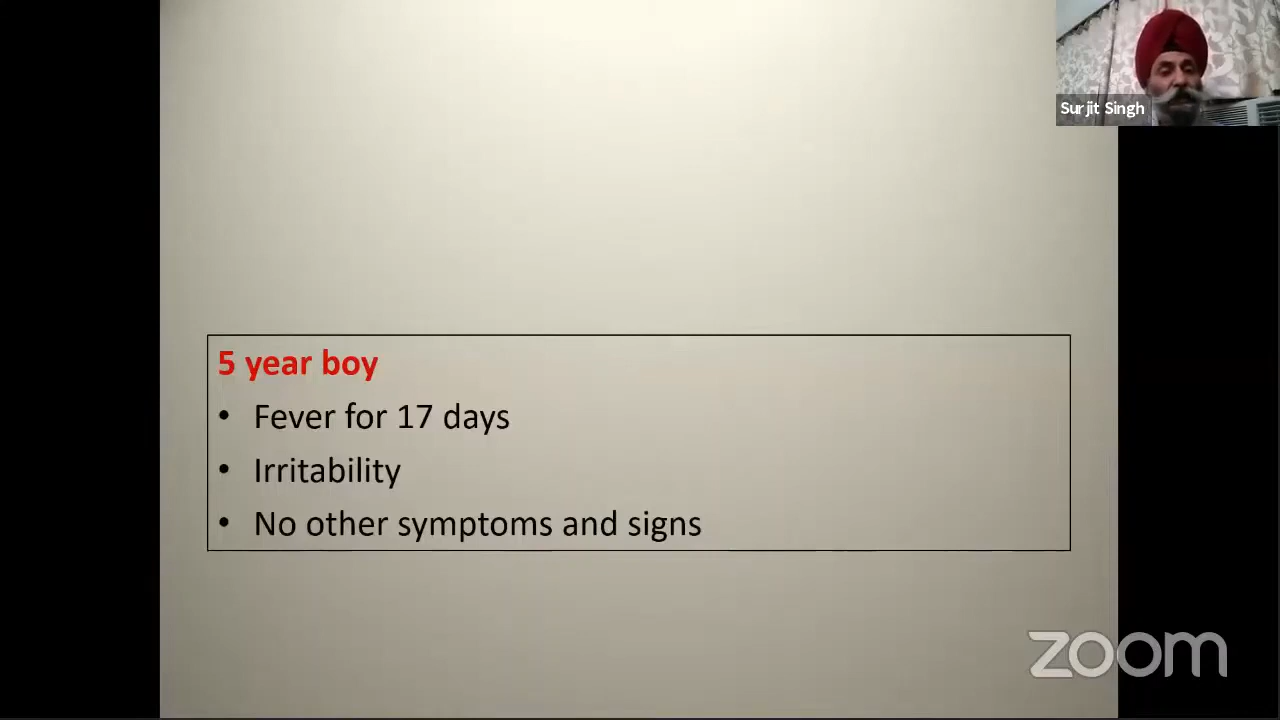 Surjit Singh
5 year boy
• Fever for 17 days
• Irritability
• No other symptoms and signs
zoom